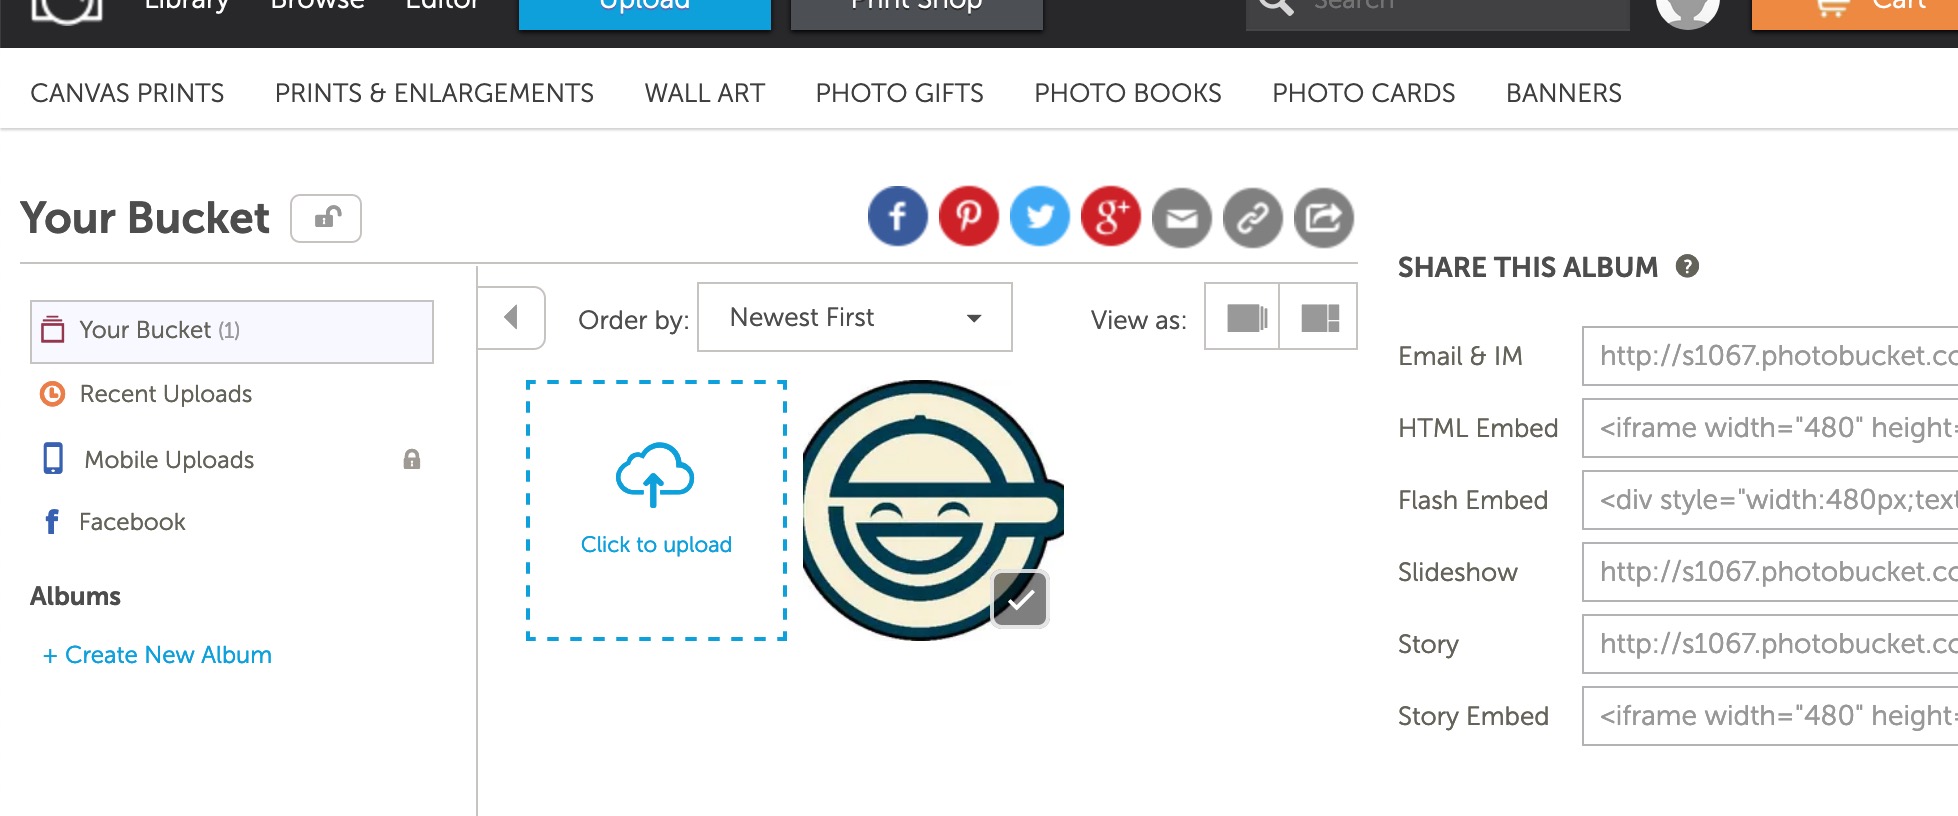 Library Browse Editor Upload Print Shop Search Cart
CANVAS PRINTS PRINTS & ENLARGEMENTS WALL ART PHOTO GIFTS PHOTO BOOKS PHOTO CARDS BANNERS
Your Bucket
Your Bucket (1)
Recent Uploads
Mobile Uploads
Facebook
Albums
+ Create New Album
Order by: Newest First View as:
Click to upload
SHARE THIS ALBUM ?
Email & IM http://s1067.photobucket.co
HTML Embed <iframe width="480" height=
Flash Embed <div style="width:480px;text
Slideshow http://s1067.photobucket.co
Story http://s1067.photobucket.co
Story Embed <iframe width="480" height=